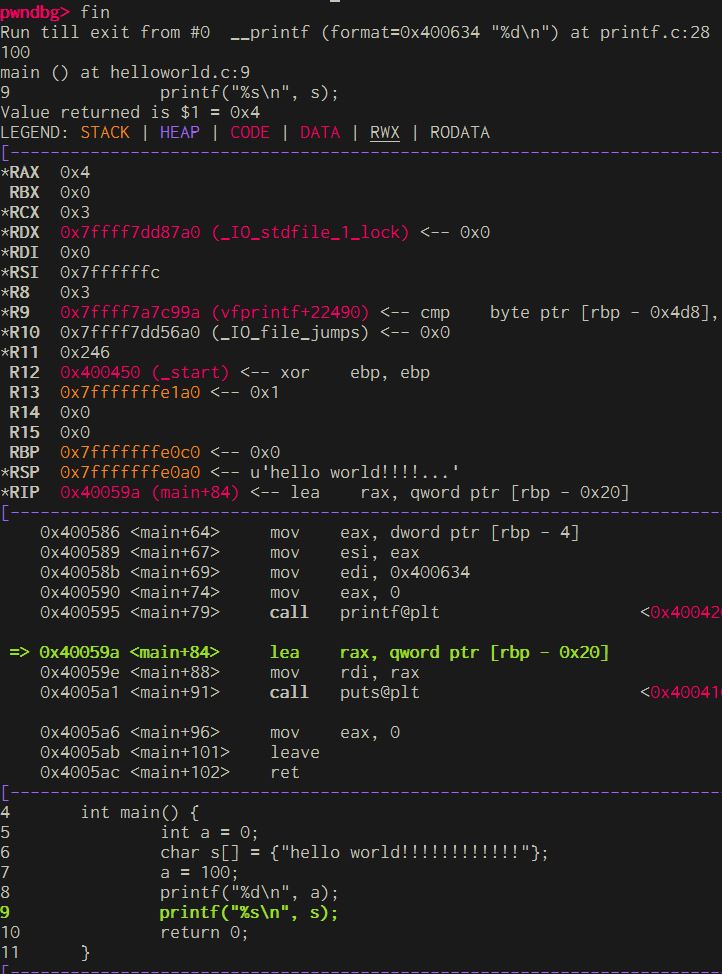 pwndbg> fin
Run till exit from #0  __printf (format=0x400634 "%d\n") at printf.c:28
100
main () at helloworld.c:9
9               printf("%s\n", s);
Value returned is $1 = 0x4
LEGEND: STACK | HEAP | CODE | DATA | RWX | RODATA
[------------------------------------------------------------------------
*RAX  0x4
 RBX  0x0
*RCX  0x3
*RDX  0x7ffff7dd87a0 (_IO_stdfile_1_lock) <-- 0x0
*RDI  0x0
*RSI  0x7ffffffc
*R8   0x3
*R9   0x7ffff7a7c99a (vfprintf+22490) <-- cmp    byte ptr [rbp - 0x4d8],
*R10  0x7ffff7dd56a0 (_IO_file_jumps) <-- 0x0
*R11  0x246
 R12  0x400450 (_start) <-- xor    ebp, ebp
 R13  0x7fffffffe1a0 <-- 0x1
 R14  0x0
 R15  0x0
 RBP  0x7fffffffe0c0 <-- 0x0
*RSP  0x7fffffffe0a0 <-- u'hello world!!!!...'
*RIP  0x40059a (main+84) <-- lea    rax, qword ptr [rbp - 0x20]
[------------------------------------------------------------------------
    0x400586 <main+64>     mov    eax, dword ptr [rbp - 4]
    0x400589 <main+67>     mov    esi, eax
    0x40058b <main+69>     mov    edi, 0x400634
    0x400590 <main+74>     mov    eax, 0
    0x400595 <main+79>     call   printf@plt                    <0x400420
 => 0x40059a <main+84>     lea    rax, qword ptr [rbp - 0x20]
    0x40059e <main+88>     mov    rdi, rax
    0x4005a1 <main+91>     call   puts@plt                      <0x400410
    0x4005a6 <main+96>     mov    eax, 0
    0x4005ab <main+101>    leave
    0x4005ac <main+102>    ret
[------------------------------------------------------------------------
4       int main() {
5               int a = 0;
6               char s[] = {"hello world!!!!!!!!!!!!!"};
7               a = 100;
8               printf("%d\n", a);
9               printf("%s\n", s);
10              return 0;
11      }
[------------------------------------------------------------------------